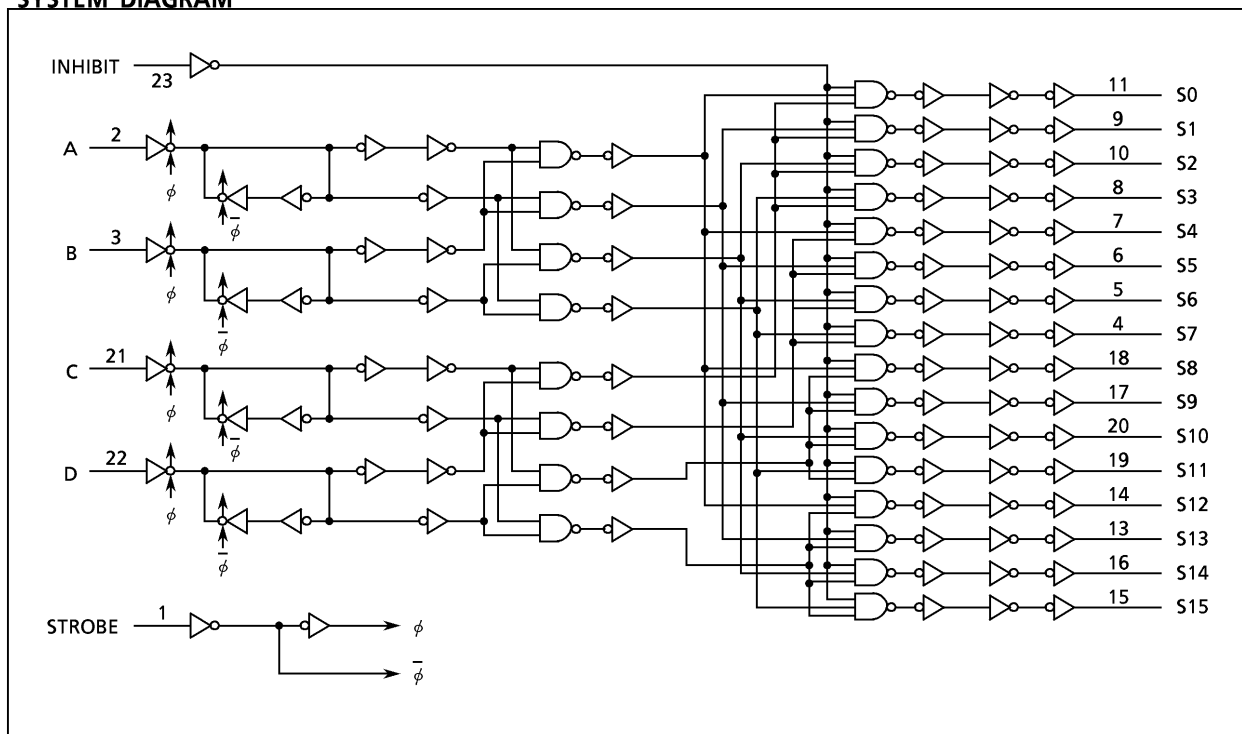 SYSTEM DIAGRAM
INHIBIT 23
A 2 ϕ
ϕ̅
B 3 ϕ
ϕ̅
C 21 ϕ
ϕ̅
D 22 ϕ
ϕ̅
STROBE 1 ϕ
ϕ̅
11 S0
9 S1
10 S2
8 S3
7 S4
6 S5
5 S6
4 S7
18 S8
17 S9
20 S10
19 S11
14 S12
13 S13
16 S14
15 S15